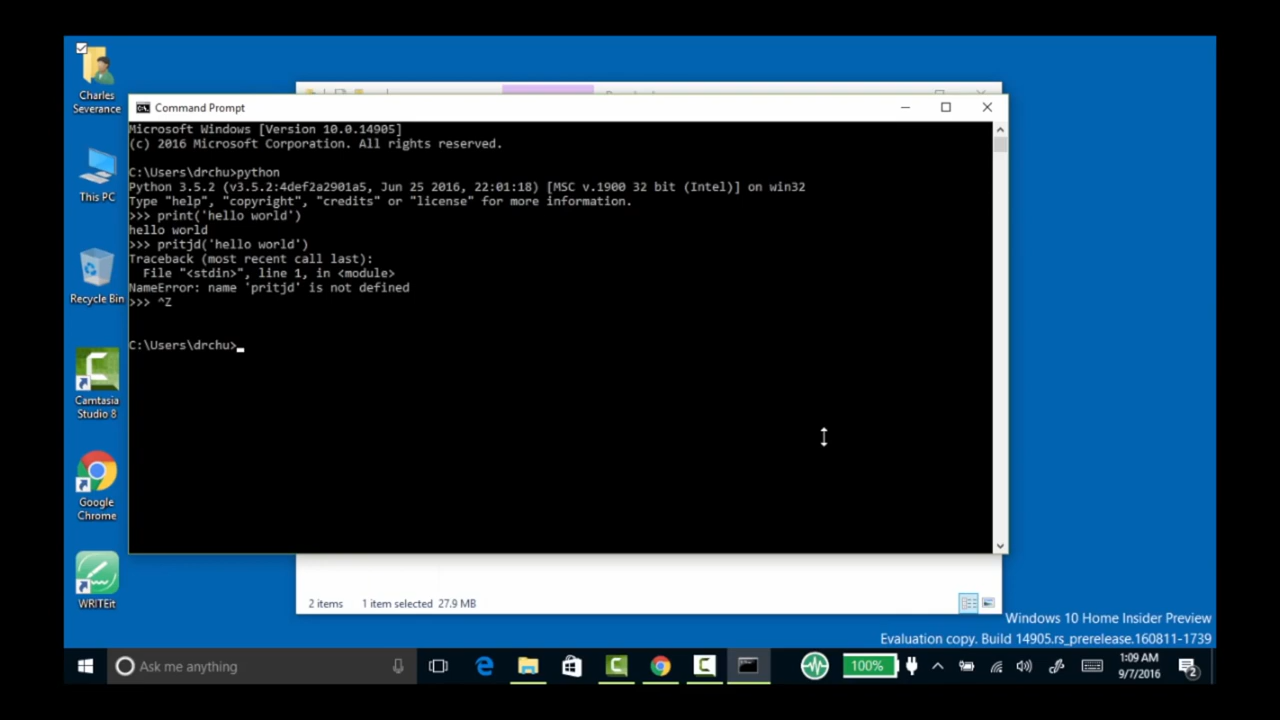 Charles
Severance
This PC
Recycle Bin
Camtasia
Studio 8
Google
Chrome
WRITEit
Command Prompt
Microsoft Windows [Version 10.0.14905]
(c) 2016 Microsoft Corporation. All rights reserved.
C:\Users\drchu>python
Python 3.5.2 (v3.5.2:4def2a2901a5, Jun 25 2016, 22:01:18) [MSC v.1900 32 bit (Intel)] on win32
Type "help", "copyright", "credits" or "license" for more information.
>>> print('hello world')
hello world
>>> pritjd('hello world')
Traceback (most recent call last):
  File "<stdin>", line 1, in <module>
NameError: name 'pritjd' is not defined
>>> ^Z
C:\Users\drchu>
2 items 1 item selected 27.9 MB
Windows 10 Home Insider Preview
Evaluation copy. Build 14905.rs_prerelease.160811-1739
Ask me anything
100%
1:09 AM
9/7/2016
2